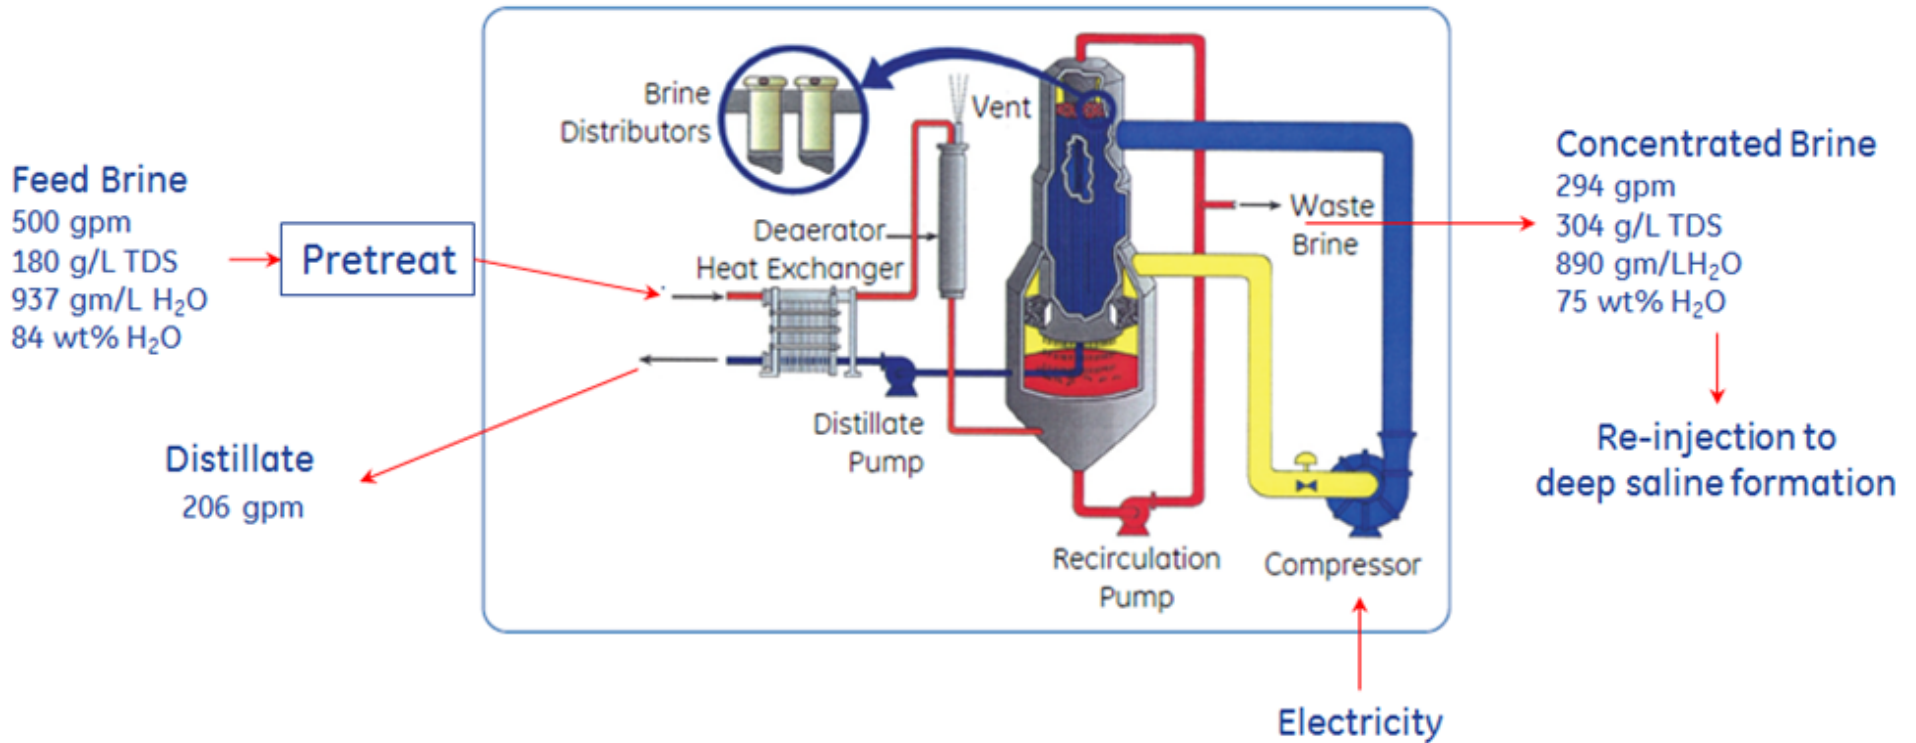 Feed Brine
500 gpm
180 g/L TDS
937 gm/L H₂O
84 wt% H₂O
Pretreat
Distillate
206 gpm
Brine
Distributors
Vent
Deaerator
Heat Exchanger
Distillate
Pump
Recirculation
Pump
Compressor
Waste
Brine
Electricity
Concentrated Brine
294 gpm
304 g/L TDS
890 gm/LH₂O
75 wt% H₂O
Re-injection to
deep saline formation